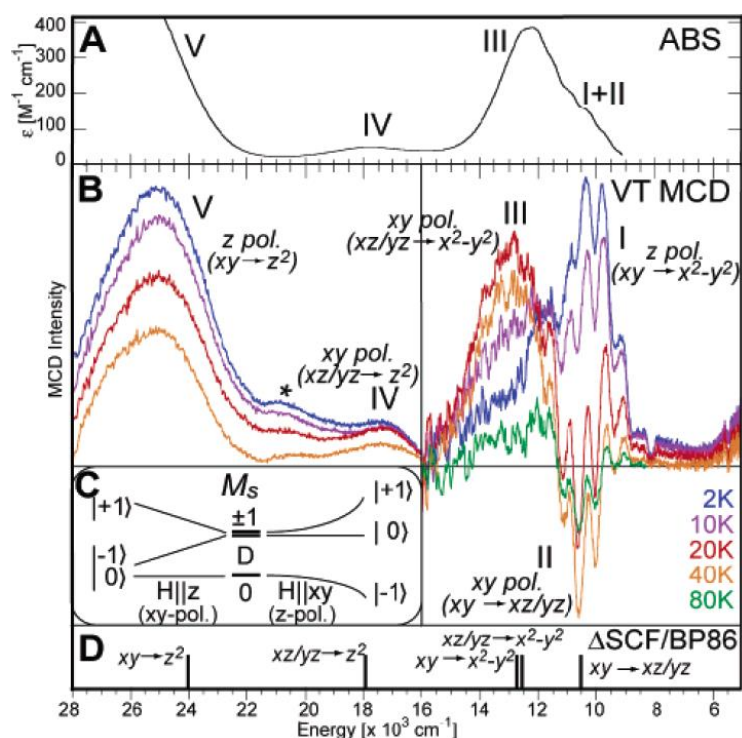 A
ABS
V
IV
III
I+II
ε [M⁻¹ cm⁻¹]
400
300
200
100
0
B
VT MCD
V
z pol.
(xy→z²)
xy pol.
(xz/yz→x²-y²)
III
I
z pol.
(xy →x²-y²)
*
xy pol.
(xz/yz→z²)
IV
MCD Intensity
C
Ms
|+1⟩
|-1⟩
|0⟩
±1
D
0
|+1⟩
|0⟩
|-1⟩
H||z
(xy-pol.)
H||xy
(z-pol.)
II
xy pol.
(xy →xz/yz)
2K
10K
20K
40K
80K
D
ΔSCF/BP86
xy→z²
xz/yz→z²
xz/yz→x²-y²
xy →x²-y²
xy →xz/yz
28 26 24 22 20 18 16 14 12 10 8 6
Energy [x 10³ cm⁻¹]